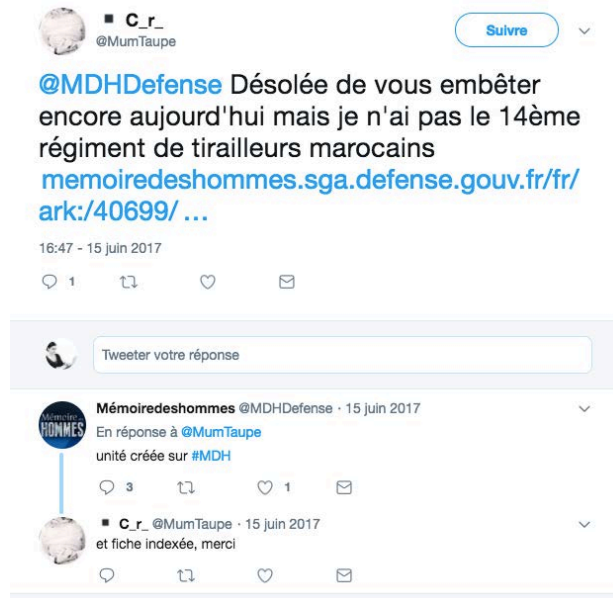 C_r_
@MumTaupe
Suivre
@MDHDefense Désolée de vous embêter
encore aujourd'hui mais je n'ai pas le 14ème
régiment de tirailleurs marocains
memoiredeshommes.sga.defense.gouv.fr/fr/
ark:/40699/ ...
16:47 - 15 juin 2017
1
Tweeter votre réponse
Mémoire
des
HOMMES
Mémoiredeshommes @MDHDefense · 15 juin 2017
En réponse à @MumTaupe
unité créée sur #MDH
3 1
C_r_ @MumTaupe · 15 juin 2017
et fiche indexée, merci